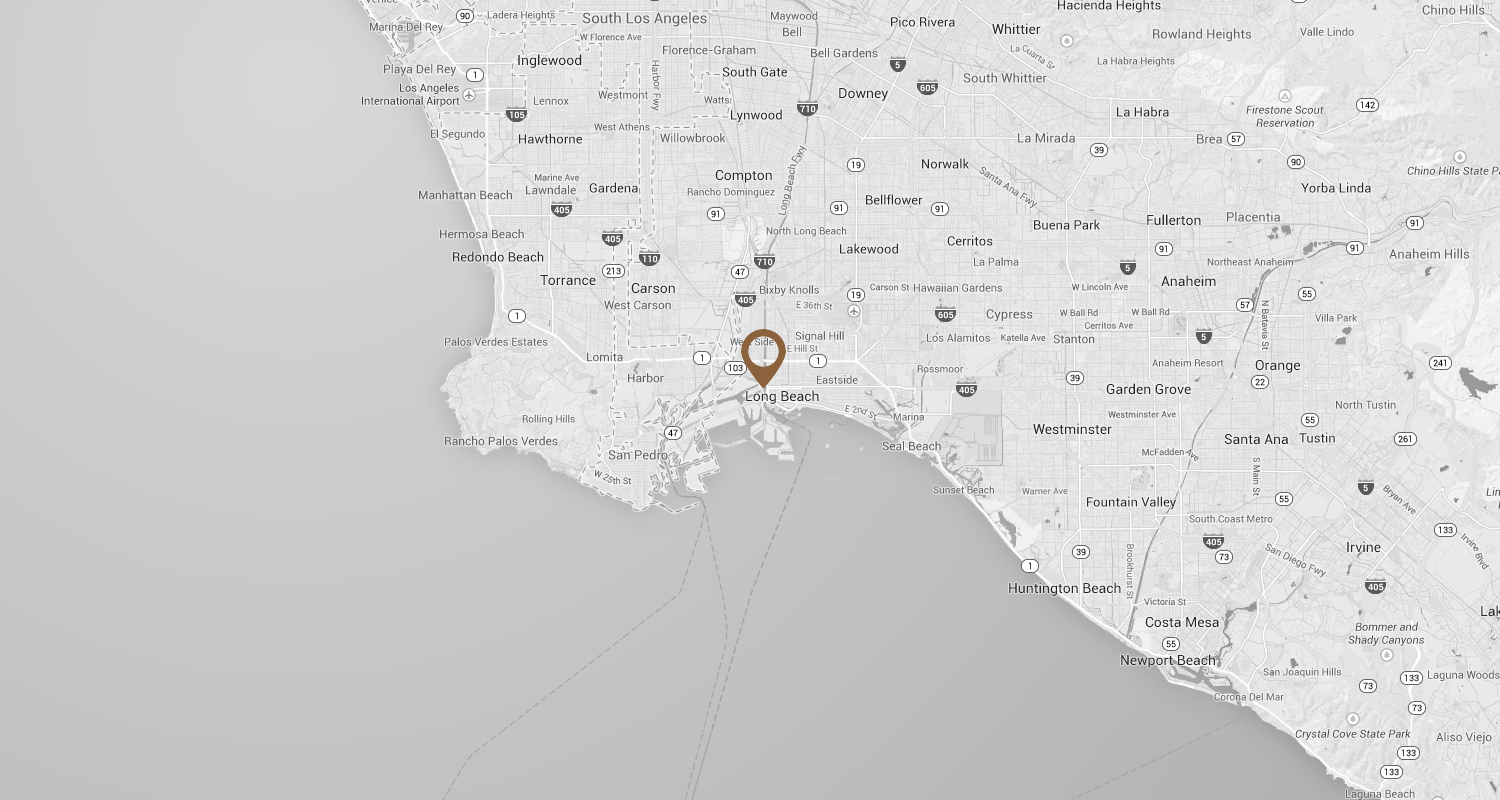 Venice
90
Ladera Heights
South Los Angeles
Maywood
Pico Rivera
Hacienda Heights
Chino Hills
Marina Del Rey
W Florence Ave
Bell
Whittier
Rowland Heights
Valle Lindo
Florence-Graham
Bell Gardens
La Cuarta St
Inglewood
5
La Habra Heights
Playa Del Rey
1
Harbor Fwy
South Gate
South Whittier
Los Angeles
International Airport
Lennox
Westmont
Watts
Downey
605
142
105
710
Lynwood
La Habra
Firestone Scout
Reservation
El Segundo
West Athens
Hawthorne
Willowbrook
La Mirada
Brea
57
39
19
Norwalk
90
Long Beach Fwy
Compton
Santa Ana Fwy
Chino Hills State P
Marine Ave
Lawndale
Gardena
Rancho Dominguez
Yorba Linda
Manhattan Beach
Bellflower
405
91
91
91
Buena Park
Fullerton
Placentia
91
Hermosa Beach
405
North Long Beach
Lakewood
Cerritos
91
91
Anaheim Hills
Redondo Beach
110
710
La Palma
5
Northeast Anaheim
213
47
Torrance
Carson
Bixby Knolls
Carson St
Hawaiian Gardens
W Lincoln Ave
Anaheim
405
19
55
West Carson
E 36th St
57
1
605
Cypress
W Ball Rd
W Ball Rd
N Batavia St
Villa Park
Cerritos Ave
Palos Verdes Estates
Signal Hill
Los Alamitos
Katella Ave
Stanton
5
E Hill St
Lomita
1
1
Anaheim Resort
241
103
Rossmoor
Orange
Harbor
Eastside
39
22
405
Garden Grove
Long Beach
E 2nd St
Marina
Westminster Ave
North Tustin
Rolling Hills
55
47
Westminster
Rancho Palos Verdes
Seal Beach
Santa Ana
Tustin
261
San Pedro
McFadden Ave
W 25th St
S Main St
Sunset Beach
Warner Ave
5
Bryan Ave
Fountain Valley
55
South Coast Metro
133
405
Irvine Blvd
39
73
San Diego Fwy
Irvine
1
Brookhurst St
Huntington Beach
405
Victoria St
Costa Mesa
Bommer and
Shady Canyons
55
Newport Beach
San Joaquin Hills
133
Laguna Woods
73
Corona Del Mar
73
Crystal Cove State Park
Aliso Viejo
133
133
Laguna Beach